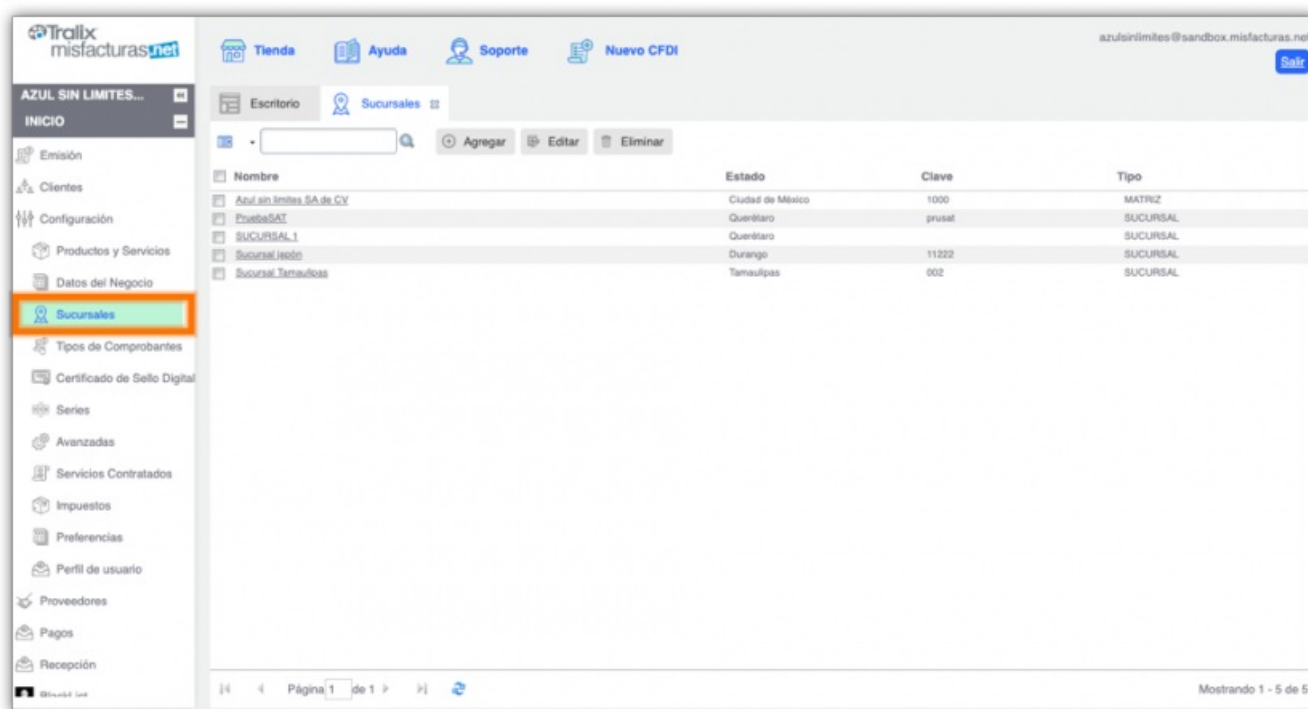 Tralix
misfacturas.net
Tienda
Ayuda
Soporte
Nuevo CFDI
azulsinlimites@sandbox.misfacturas.net
Salir
AZUL SIN LIMITES...
INICIO
Emisión
Clientes
Configuración
Productos y Servicios
Datos del Negocio
Sucursales
Tipos de Comprobantes
Certificado de Sello Digital
Series
Avanzadas
Servicios Contratados
Impuestos
Preferencias
Perfil de usuario
Proveedores
Pagos
Recepción
BlackList
Escritorio Sucursales
Agregar Editar Eliminar
Nombre Estado Clave Tipo
Azul sin limites SA de CV Ciudad de México 1000 MATRIZ
PruebaSAT Querétaro prusat SUCURSAL
SUCURSAL 1 Querétaro SUCURSAL
Sucursal japón Durango 11222 SUCURSAL
Sucursal Tamaulipas Tamaulipas 002 SUCURSAL
Página 1 de 1
Mostrando 1 - 5 de 5